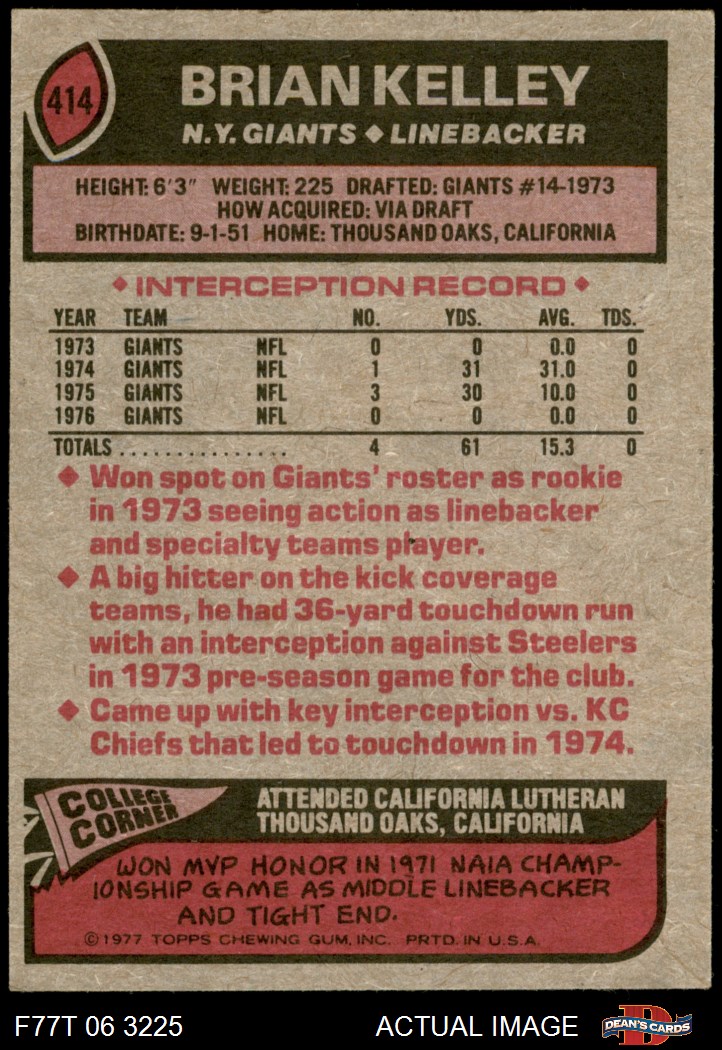 414
BRIAN KELLEY
N.Y. GIANTS ◆ LINEBACKER
HEIGHT: 6'3" WEIGHT: 225 DRAFTED: GIANTS #14-1973
HOW ACQUIRED: VIA DRAFT
BIRTHDATE: 9-1-51 HOME: THOUSAND OAKS, CALIFORNIA
◆ INTERCEPTION RECORD ◆
YEAR TEAM NO. YDS. AVG. TDS.
1973 GIANTS NFL 0 0 0.0 0
1974 GIANTS NFL 1 31 31.0 0
1975 GIANTS NFL 3 30 10.0 0
1976 GIANTS NFL 0 0 0.0 0
TOTALS................ 4 61 15.3 0
◆ Won spot on Giants' roster as rookie
in 1973 seeing action as linebacker
and specialty teams player.
◆ A big hitter on the kick coverage
teams, he had 36-yard touchdown run
with an interception against Steelers
in 1973 pre-season game for the club.
◆ Came up with key interception vs. KC
Chiefs that led to touchdown in 1974.
COLLEGE
CORNER
ATTENDED CALIFORNIA LUTHERAN
THOUSAND OAKS, CALIFORNIA
WON MVP HONOR IN 1971 NAIA CHAMP-
IONSHIP GAME AS MIDDLE LINEBACKER
AND TIGHT END.
©1977 TOPPS CHEWING GUM, INC. PRTD. IN U.S.A.
F77T 06 3225 ACTUAL IMAGE D DEAN'S CARDS